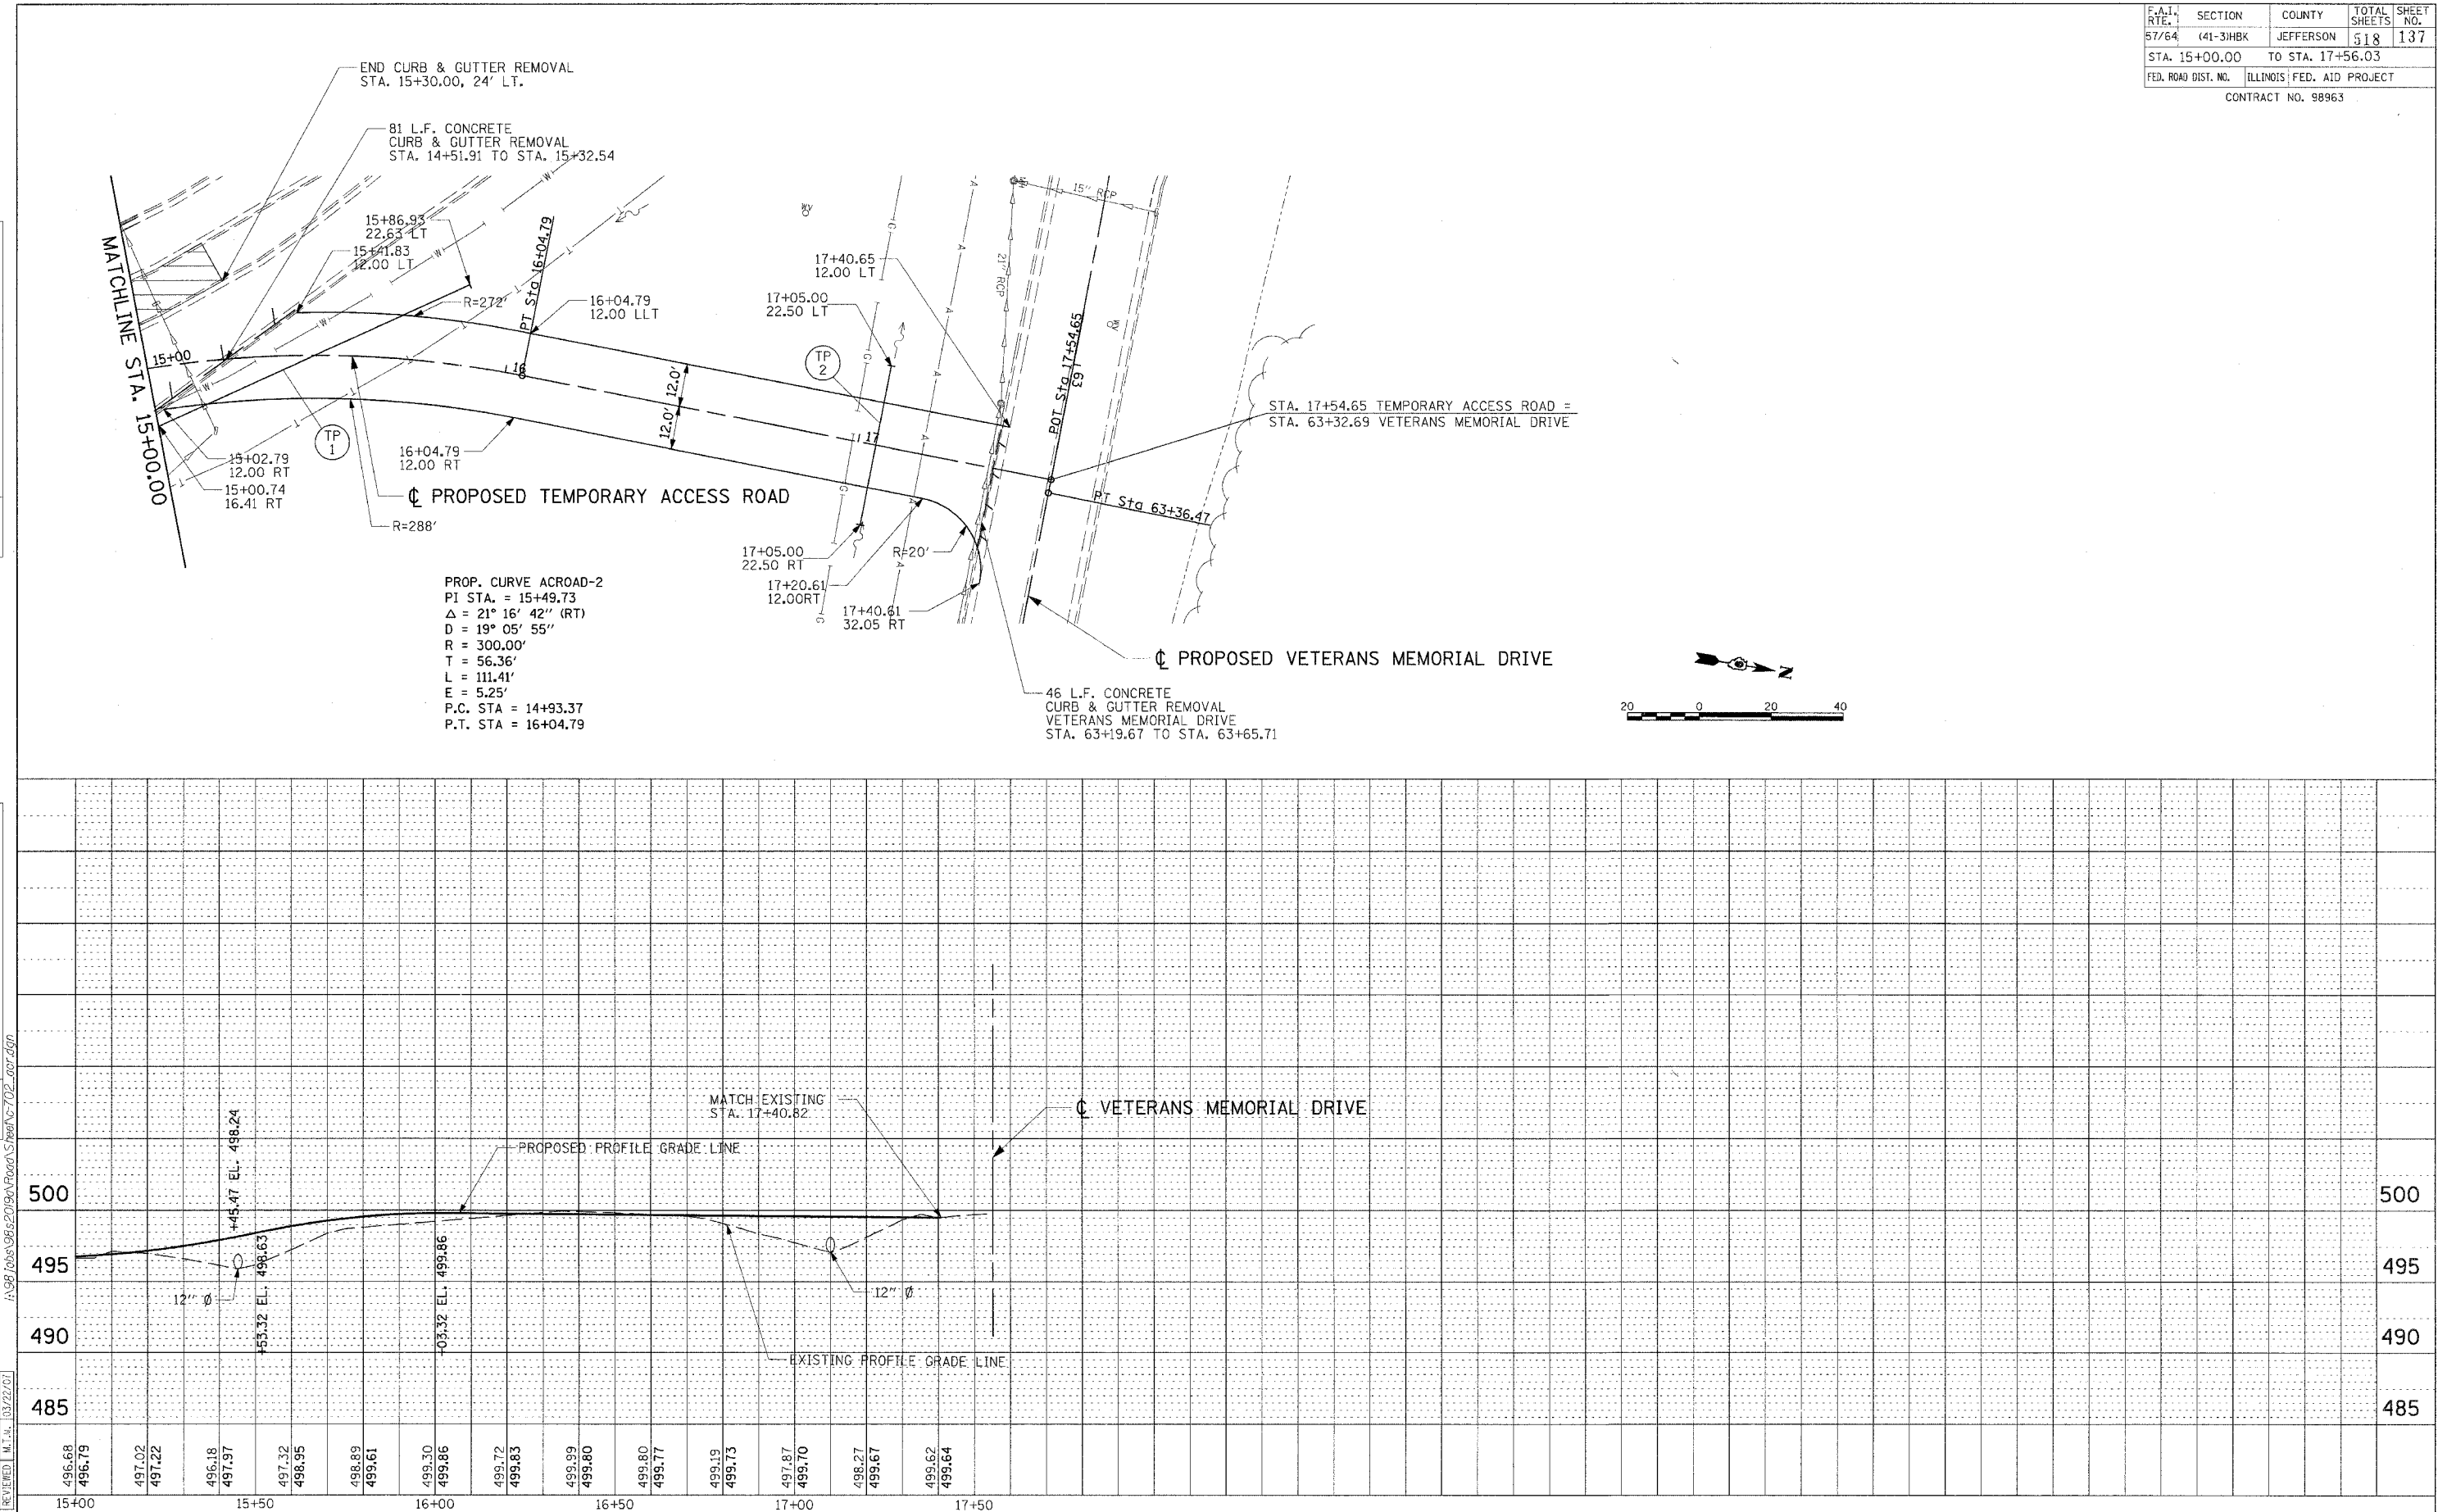 F.A.I. RTE. SECTION COUNTY TOTAL SHEETS SHEET NO.
57/64 (41-3)HBK JEFFERSON 518 137
STA. 15+00.00 TO STA. 17+56.03
FED. ROAD DIST. NO. ILLINOIS FED. AID PROJECT
CONTRACT NO. 98963
END CURB & GUTTER REMOVAL
STA. 15+30.00, 24' LT.
81 L.F. CONCRETE
CURB & GUTTER REMOVAL
STA. 14+51.91 TO STA. 15+32.54
15+86.93
22.63 LT
15+41.83
12.00 LT
MATCHLINE STA. 15+00.00
15+00
R=272'
PT Sta 16+04.79
16+04.79
12.00 LLT
16
12.0'
12.0'
TP
1
TP
2
15+02.79
12.00 RT
15+00.74
16.41 RT
16+04.79
12.00 RT
℄ PROPOSED TEMPORARY ACCESS ROAD
R=288'
WV
17+40.65
12.00 LT
17+05.00
22.50 LT
17
15" RCP
21" RCP
MH
WV
POT Sta 17+54.65
63
STA. 17+54.65 TEMPORARY ACCESS ROAD =
STA. 63+32.69 VETERANS MEMORIAL DRIVE
PT Sta 63+36.47
17+05.00
22.50 RT
R=20'
17+20.61
12.00RT
17+40.61
32.05 RT
PROP. CURVE ACROAD-2
PI STA. = 15+49.73
Δ = 21° 16' 42" (RT)
D = 19° 05' 55"
R = 300.00'
T = 56.36'
L = 111.41'
E = 5.25'
P.C. STA = 14+93.37
P.T. STA = 16+04.79
℄ PROPOSED VETERANS MEMORIAL DRIVE
46 L.F. CONCRETE
CURB & GUTTER REMOVAL
VETERANS MEMORIAL DRIVE
STA. 63+19.67 TO STA. 63+65.71
N
20 0 20 40
MATCH EXISTING
STA. 17+40.82
℄ VETERANS MEMORIAL DRIVE
PROPOSED PROFILE GRADE LINE
+45.47 EL. 498.24
+53.32 EL. 498.63
+03.32 EL. 499.86
12" Ø
12" Ø
EXISTING PROFILE GRADE LINE
500 500
495 495
490 490
485 485
496.68 497.02 496.18 497.32 498.89 499.30 499.72 499.99 499.80 499.19 497.87 498.27 499.62
496.79 497.22 497.97 498.95 499.61 499.86 499.83 499.80 499.77 499.73 499.70 499.67 499.64
15+00 15+50 16+00 16+50 17+00 17+50
REVIEWED M.T.W. 03/22/07